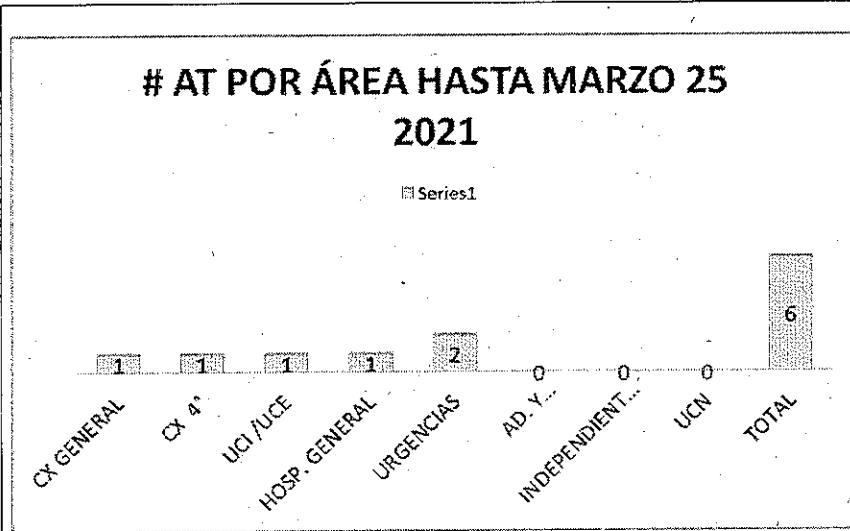 # AT POR ÁREA HASTA MARZO 25
2021
Series1
1
1
1
1
2
0
0
0
6
CX GENERAL
CX 4°
UCI /UCE
HOSP. GENERAL
URGENCIAS
AD. Y...
INDEPENDIENT...
UCN
TOTAL